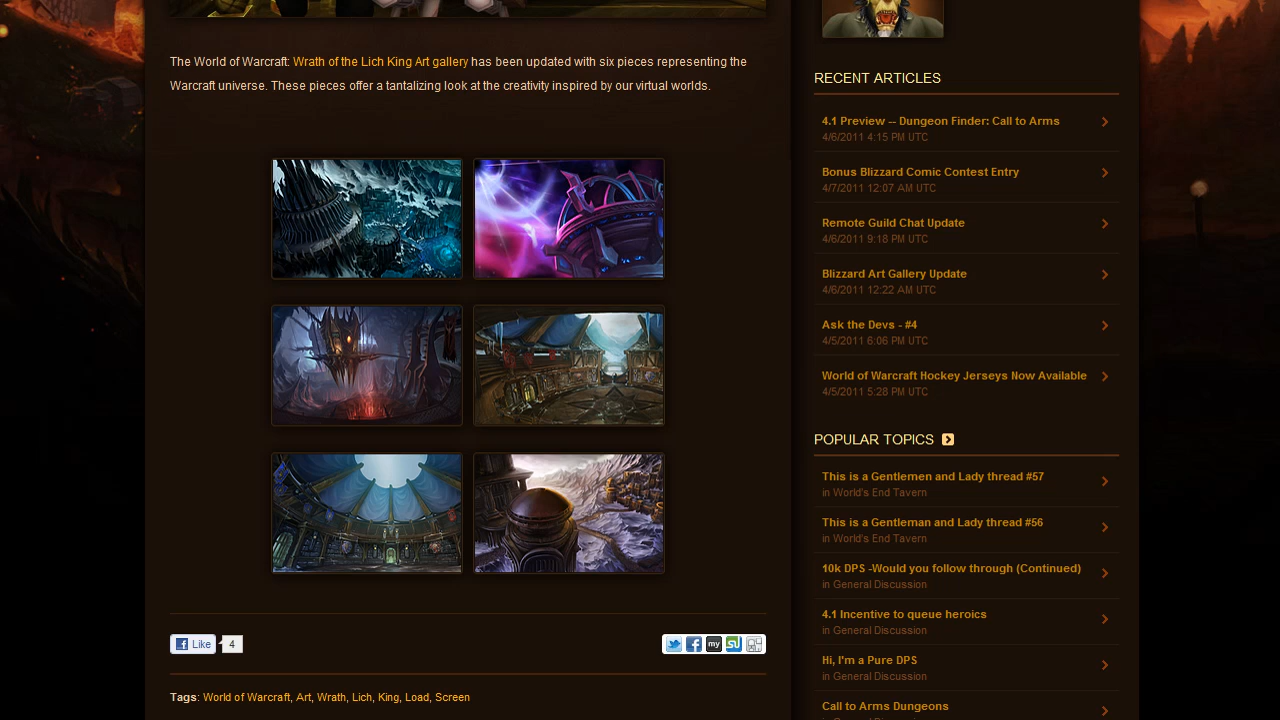 The World of Warcraft: Wrath of the Lich King Art gallery has been updated with six pieces representing the
Warcraft universe. These pieces offer a tantalizing look at the creativity inspired by our virtual worlds.
Like 4
my
Tags: World of Warcraft, Art, Wrath, Lich, King, Load, Screen
RECENT ARTICLES
4.1 Preview -- Dungeon Finder: Call to Arms
4/6/2011 4:15 PM UTC
Bonus Blizzard Comic Contest Entry
4/7/2011 12:07 AM UTC
Remote Guild Chat Update
4/6/2011 9:18 PM UTC
Blizzard Art Gallery Update
4/6/2011 12:22 AM UTC
Ask the Devs - #4
4/5/2011 6:06 PM UTC
World of Warcraft Hockey Jerseys Now Available
4/5/2011 5:28 PM UTC
POPULAR TOPICS
This is a Gentlemen and Lady thread #57
in World's End Tavern
This is a Gentleman and Lady thread #56
in World's End Tavern
10k DPS -Would you follow through (Continued)
in General Discussion
4.1 Incentive to queue heroics
in General Discussion
Hi, I'm a Pure DPS
in General Discussion
Call to Arms Dungeons